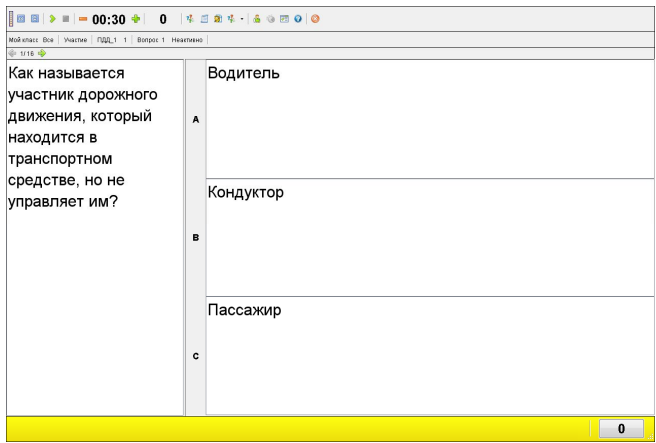 00:30 0
Мой класс Все Участие ПДД_1 1 Вопрос 1 Неактивно
1/16
Как называется
участник дорожного
движения, который
находится в
транспортном
средстве, но не
управляет им?
A
Водитель
B
Кондуктор
C
Пассажир
0